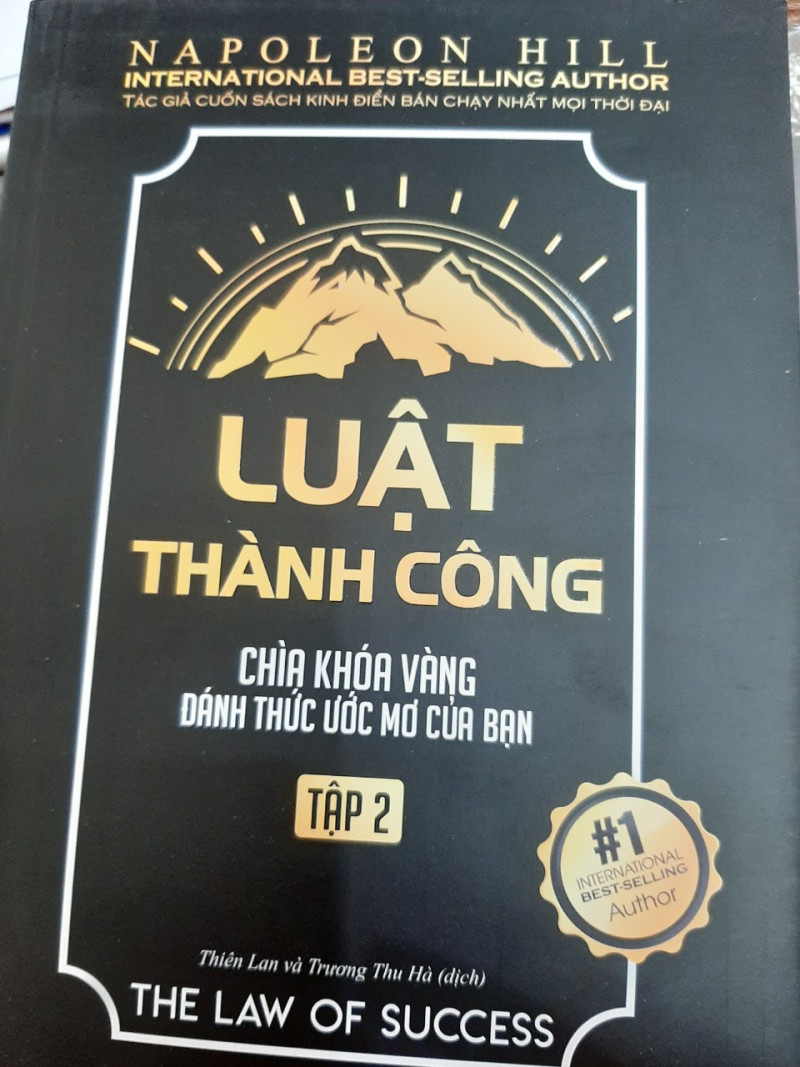 NAPOLEON HILL
INTERNATIONAL BEST-SELLING AUTHOR
TÁC GIẢ CUỐN SÁCH KINH ĐIỂN BÁN CHẠY NHẤT MỌI THỜI ĐẠI
LUẬT
THÀNH CÔNG
CHÌA KHÓA VÀNG
ĐÁNH THỨC ƯỚC MƠ CỦA BẠN
TẬP 2
#1
INTERNATIONAL
BEST-SELLING
Author
Thiên Lan và Trương Thu Hà (dịch)
THE LAW OF SUCCESS